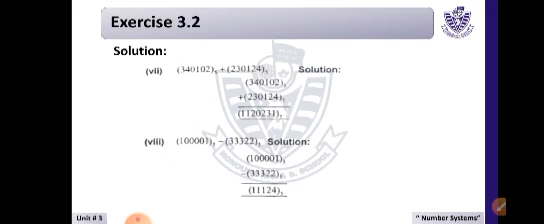 Exercise 3.2
Solution:
(vii) (340102)₅ +(230124)₅ Solution:
(340102)₅
+(230124)₅
(1120231)₅
(viii) (100001)₅ −(33322)₅ Solution:
(100001)₅
−(33322)₅
(11124)₅
Unit # 3
" Number Systems"